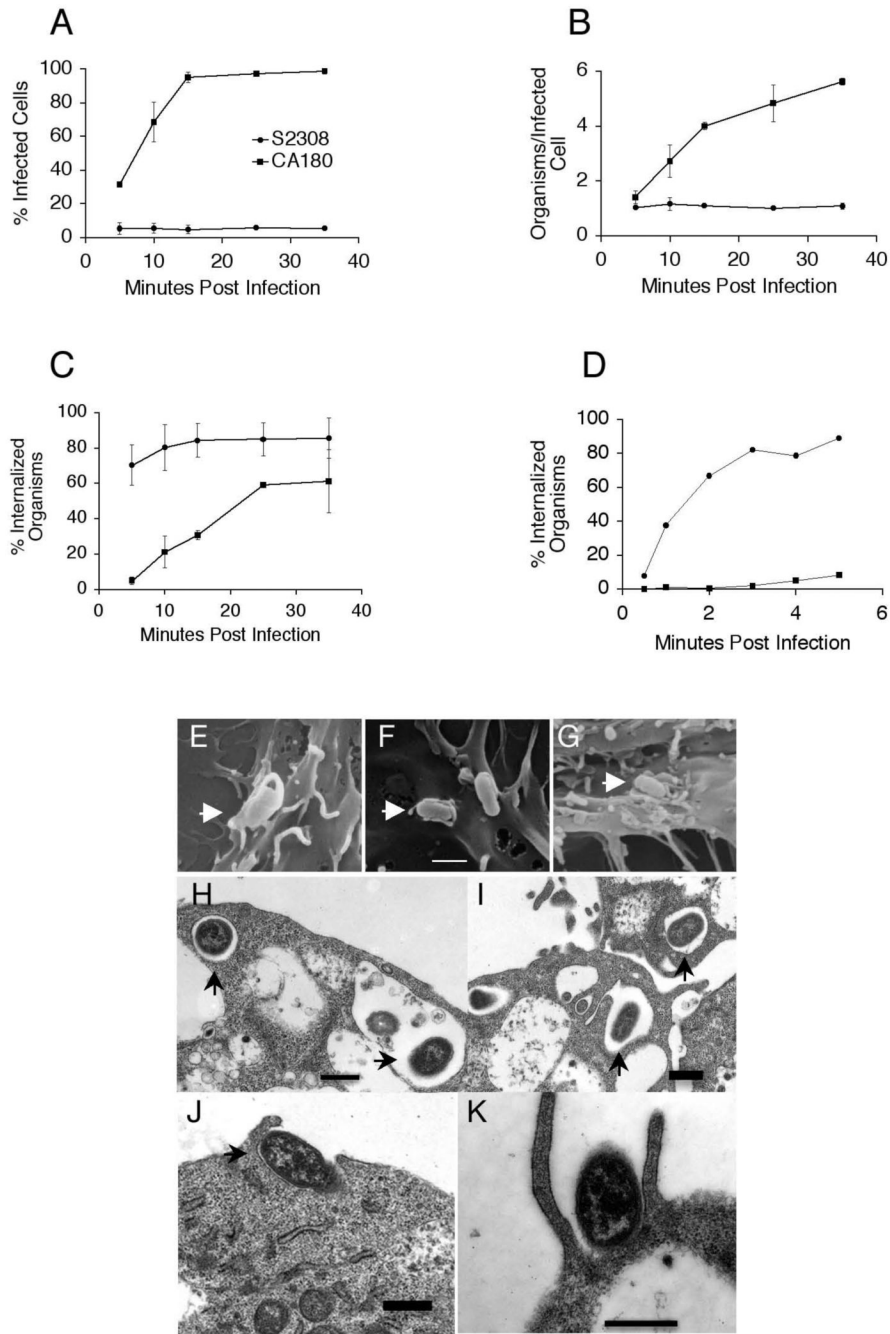 A
% Infected Cells
100
80
60
40
20
0
S2308
CA180
0 10 20 30 40
Minutes Post Infection
B
Organisms/Infected
Cell
6
4
2
0
0 10 20 30 40
Minutes Post Infection
C
% Internalized
Organisms
100
80
60
40
20
0
0 10 20 30 40
Minutes Post Infection
D
% Internalized
Organisms
100
80
60
40
20
0
0 2 4 6
Minutes Post Infection
E
F
G
H
I
J
K